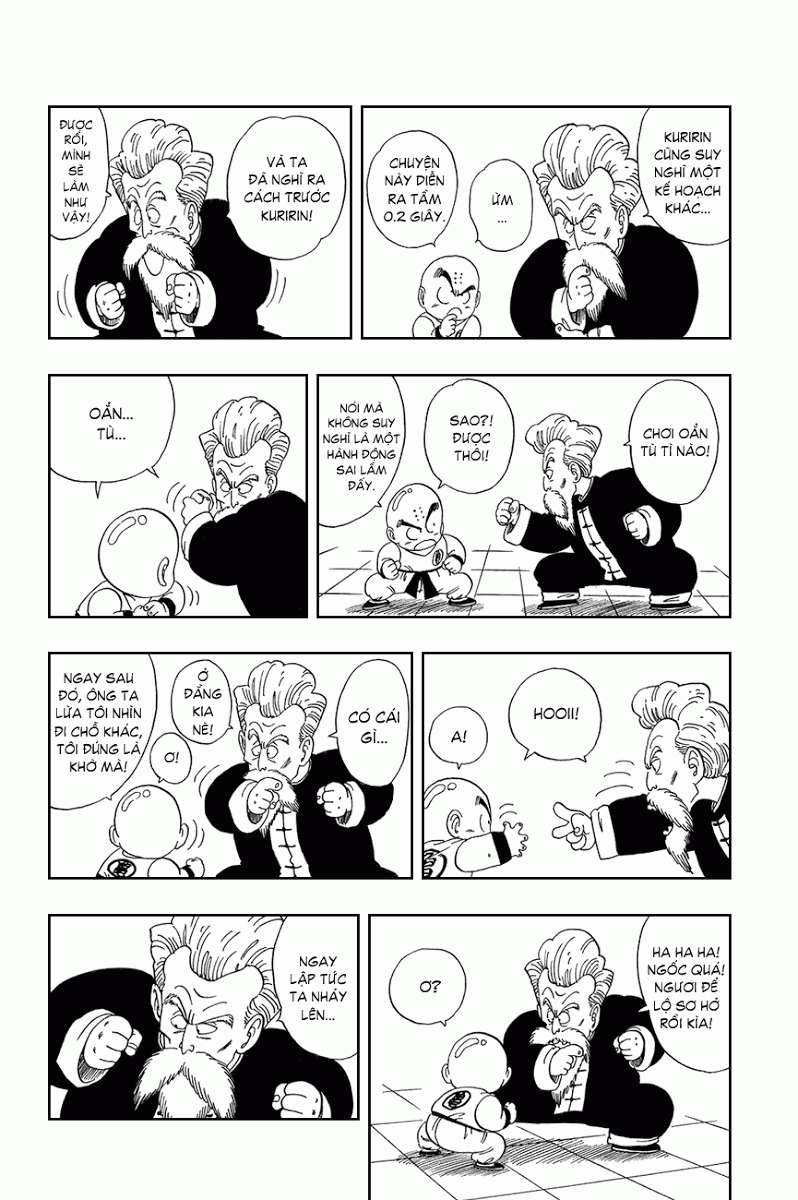 KURIRIN
CŨNG SUY
NGHĨ MỘT
KẾ HOẠCH
KHÁC...
ỪM
...
CHUYỆN
NÀY DIỄN
RA TẦM
0.2 GIÂY.
VÀ TA
ĐÃ NGHĨ RA
CÁCH TRƯỚC
KURIRIN!
ĐƯỢC
RỒI,
MÌNH
SẼ
LÀM
NHƯ
VẬY!
CHƠI OẲN
TÙ TÌ NÀO!
SAO?!
ĐƯỢC
THÔI!
NÓI MÀ
KHÔNG SUY
NGHĨ LÀ MỘT
HÀNH ĐỘNG
SAI LẦM
ĐẤY.
OẲN...
TÙ...
HOOII!
A!
CÓ CÁI
GÌ...
Ở
ĐẰNG
KIA
NÈ!
Ơ!
NGAY SAU
ĐÓ, ÔNG TA
LỪA TÔI NHÌN
ĐI CHỖ KHÁC,
TÔI ĐÚNG LÀ
KHỜ MÀ!
HA HA HA!
NGỐC QUÁ!
NGƯƠI ĐỂ
LỘ SƠ HỞ
RỒI KÌA!
Ơ?
NGAY
LẬP TỨC
TA NHẢY
LÊN...